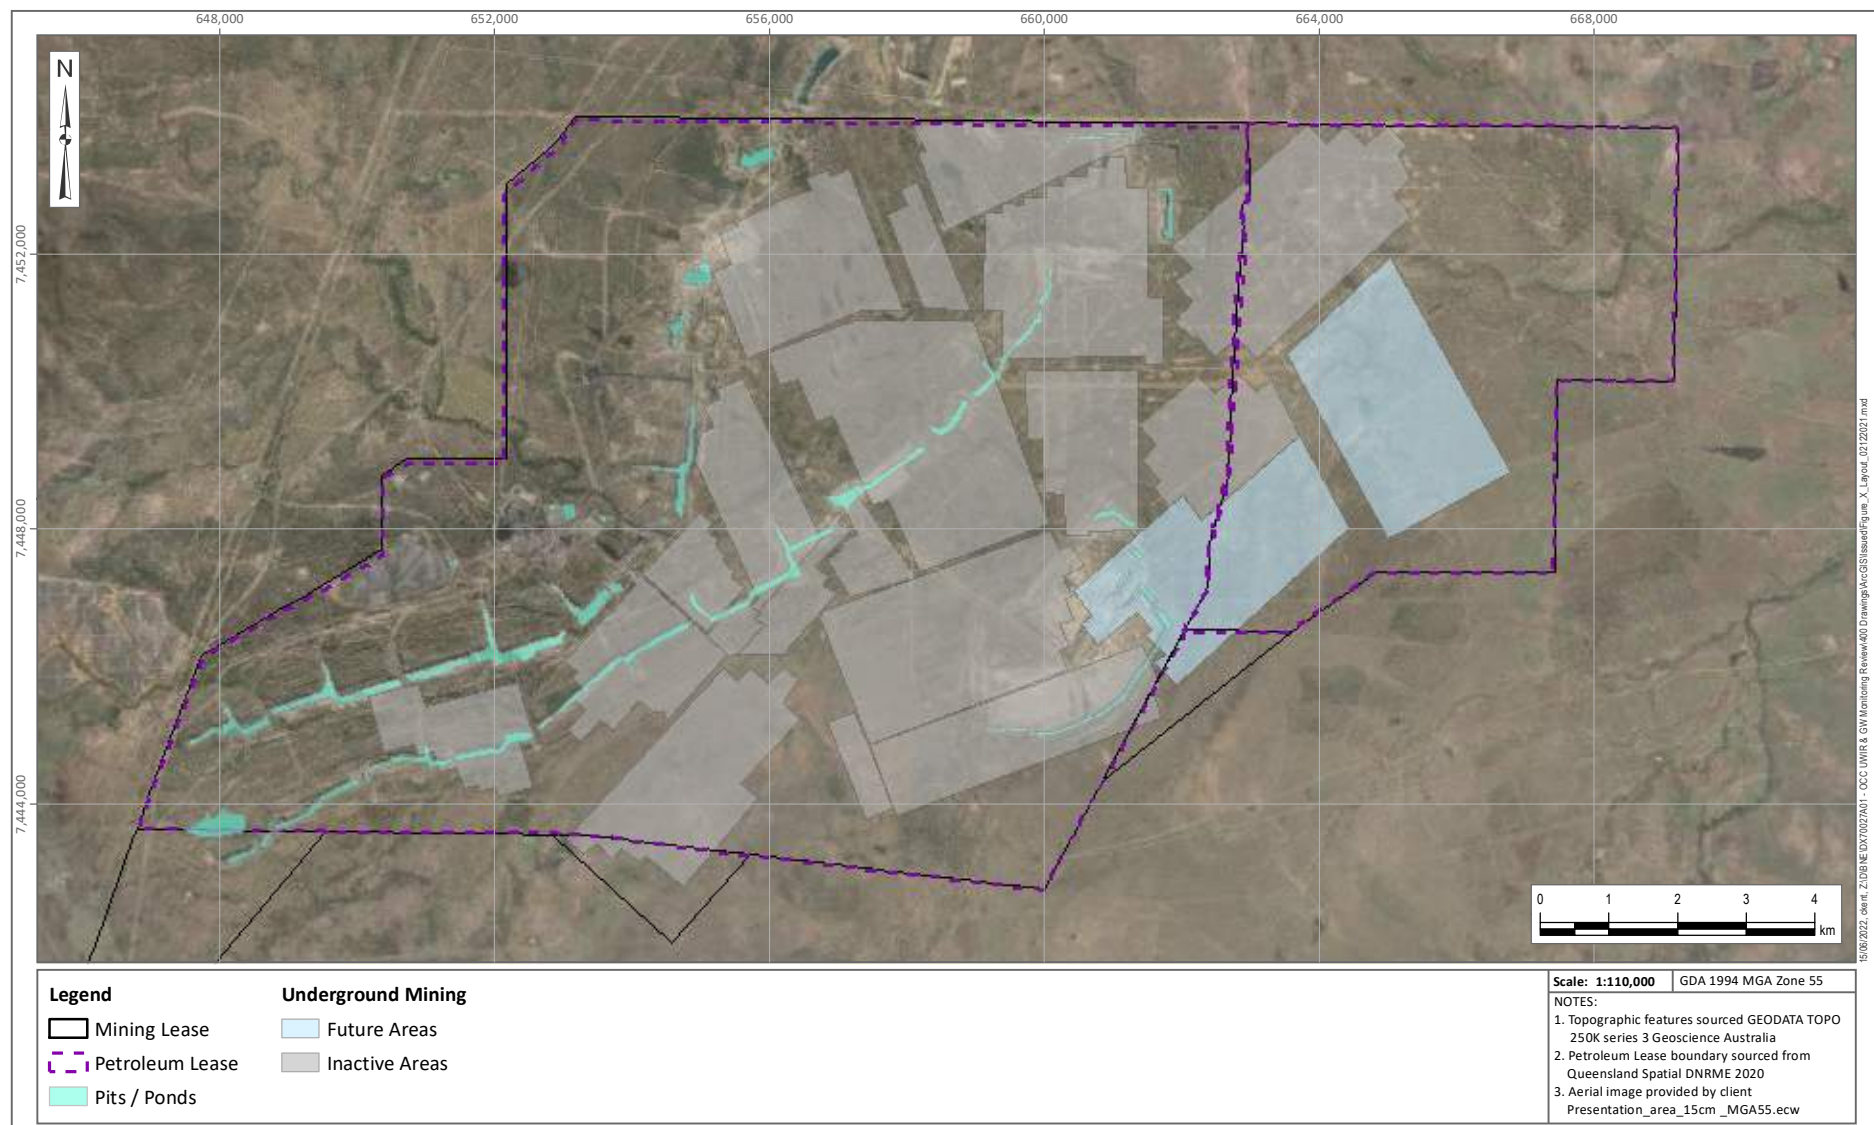 648,000 652,000 656,000 660,000 664,000 668,000
N
7,452,000
7,448,000
7,444,000
0 1 2 3 4
km
Legend
Mining Lease
Petroleum Lease
Pits / Ponds
Underground Mining
Future Areas
Inactive Areas
Scale: 1:110,000 GDA 1994 MGA Zone 55
NOTES:
1. Topographic features sourced GEODATA TOPO
250K series 3 Geoscience Australia
2. Petroleum Lease boundary sourced from
Queensland Spatial DNRME 2020
3. Aerial image provided by client
Presentation_area_15cm _MGA55.ecw